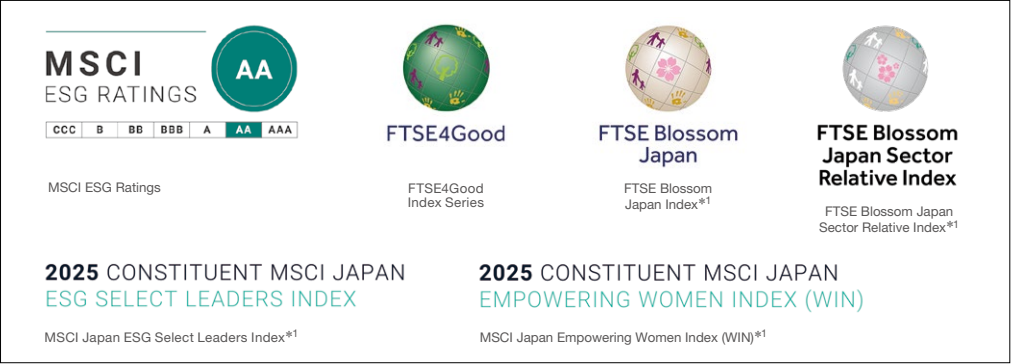 MSCI
ESG RATINGS
AA
CCC B BB BBB A AA AAA
MSCI ESG Ratings
FTSE4Good
FTSE4Good
Index Series
FTSE Blossom
Japan
FTSE Blossom
Japan Index*1
FTSE Blossom
Japan Sector
Relative Index
FTSE Blossom Japan
Sector Relative Index*1
2025 CONSTITUENT MSCI JAPAN
ESG SELECT LEADERS INDEX
MSCI Japan ESG Select Leaders Index*1
2025 CONSTITUENT MSCI JAPAN
EMPOWERING WOMEN INDEX (WIN)
MSCI Japan Empowering Women Index (WIN)*1